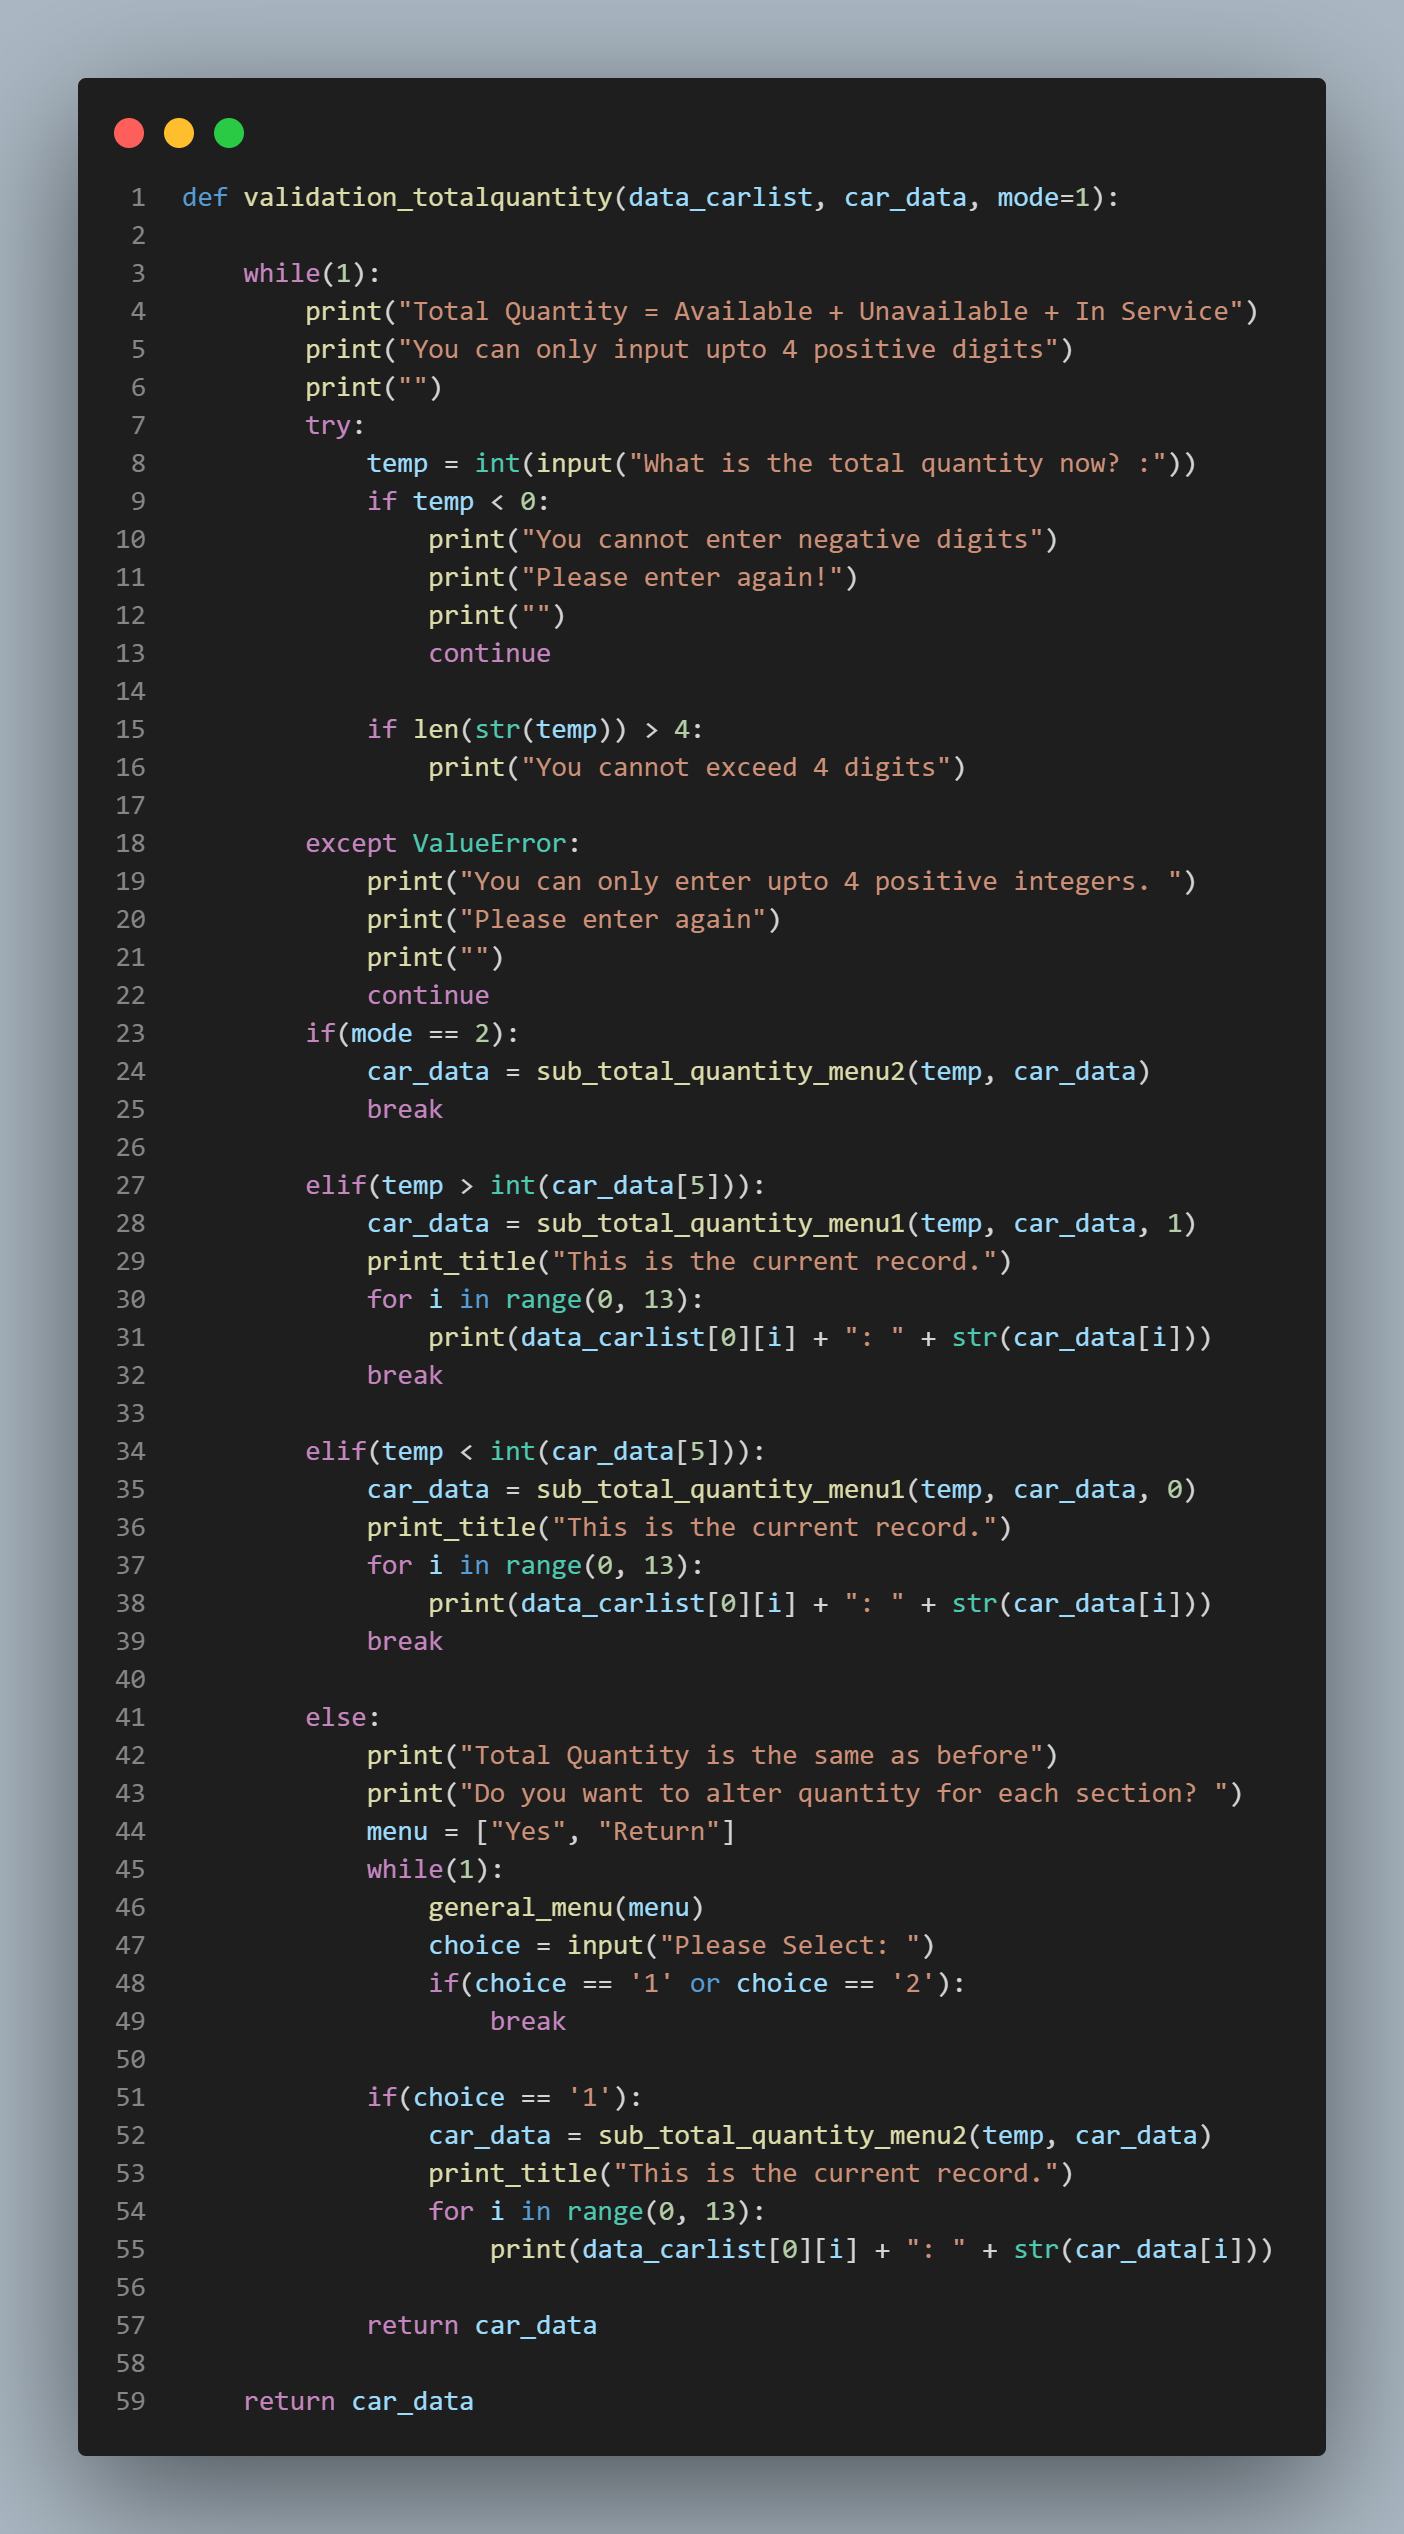 1 def validation_totalquantity(data_carlist, car_data, mode=1):
2
3     while(1):
4         print("Total Quantity = Available + Unavailable + In Service")
5         print("You can only input upto 4 positive digits")
6         print("")
7         try:
8             temp = int(input("What is the total quantity now? :"))
9             if temp < 0:
10                 print("You cannot enter negative digits")
11                 print("Please enter again!")
12                 print("")
13                 continue
14
15             if len(str(temp)) > 4:
16                 print("You cannot exceed 4 digits")
17
18         except ValueError:
19             print("You can only enter upto 4 positive integers. ")
20             print("Please enter again")
21             print("")
22             continue
23         if(mode == 2):
24             car_data = sub_total_quantity_menu2(temp, car_data)
25             break
26
27         elif(temp > int(car_data[5])):
28             car_data = sub_total_quantity_menu1(temp, car_data, 1)
29             print_title("This is the current record.")
30             for i in range(0, 13):
31                 print(data_carlist[0][i] + ": " + str(car_data[i]))
32             break
33
34         elif(temp < int(car_data[5])):
35             car_data = sub_total_quantity_menu1(temp, car_data, 0)
36             print_title("This is the current record.")
37             for i in range(0, 13):
38                 print(data_carlist[0][i] + ": " + str(car_data[i]))
39             break
40
41         else:
42             print("Total Quantity is the same as before")
43             print("Do you want to alter quantity for each section? ")
44             menu = ["Yes", "Return"]
45             while(1):
46                 general_menu(menu)
47                 choice = input("Please Select: ")
48                 if(choice == '1' or choice == '2'):
49                     break
50
51             if(choice == '1'):
52                 car_data = sub_total_quantity_menu2(temp, car_data)
53                 print_title("This is the current record.")
54                 for i in range(0, 13):
55                     print(data_carlist[0][i] + ": " + str(car_data[i]))
56
57             return car_data
58
59     return car_data